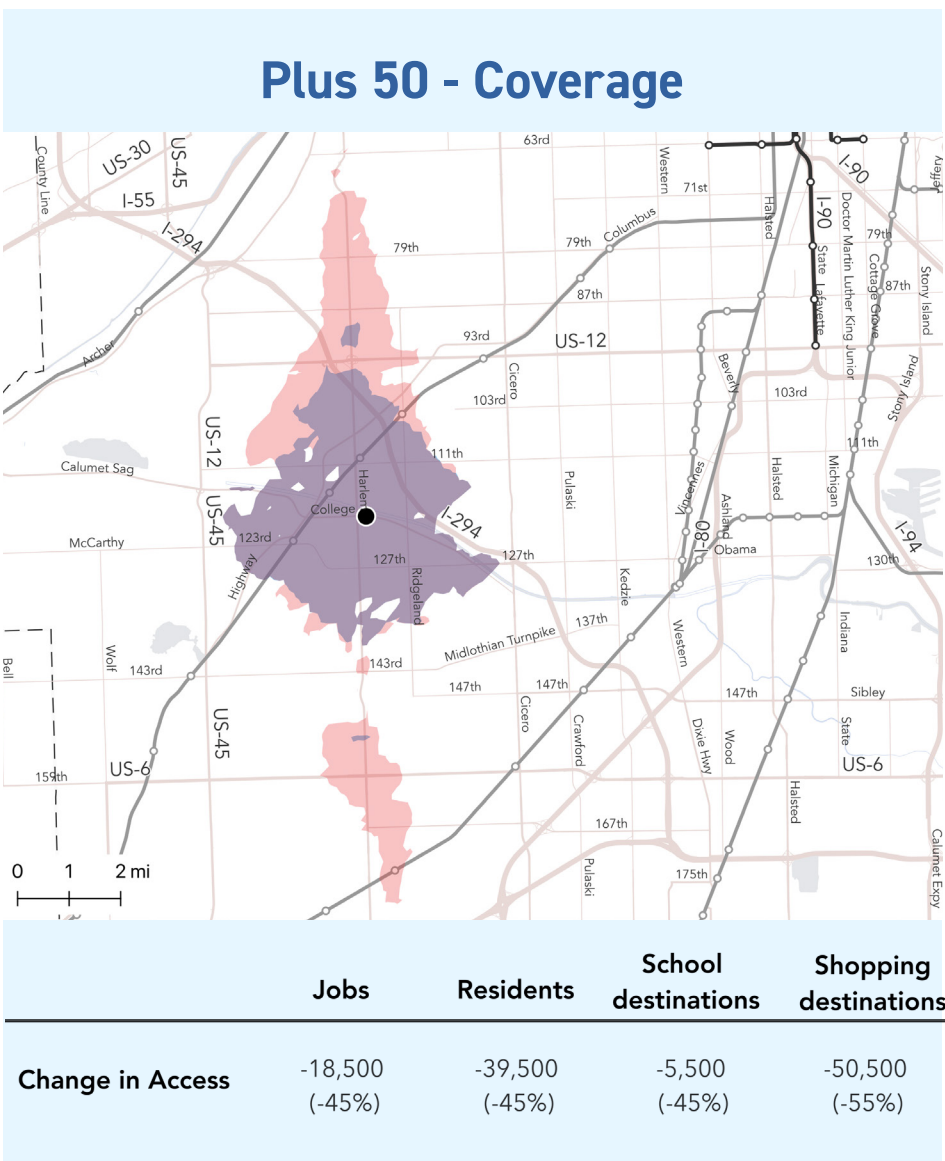 Plus 50 - Coverage
63rd
County Line
US-30
US-45
I-55
I-294
Western
71st
Halsted
I-90
I-90
Doctor Martin Luther King Junior
79th
79th
Columbus
79th
State
Lafayette
Cottage Grove
87th
87th
Stony Island
Archer
93rd
US-12
Cicero
Beverly
103rd
103rd
Stony Island
US-12
111th
111th
Calumet Sag
Harlem
Pulaski
Halsted
Michigan
US-45
College
I-294
Vincennes
Ashland
I-80
I-94
McCarthy
123rd
127th
127th
Obama
130th
Highway
Ridgeland
Kedzie
137th
Midlothian Turnpike
Western
Indiana
Bell
Wolf
143rd
143rd
147th
147th
147th
Sibley
US-45
Cicero
Crawford
Dixie Hwy
Wood
State
159th
US-6
US-6
Halsted
167th
Calumet Expy
Pulaski
175th
0 1 2 mi
Jobs
Residents
School
destinations
Shopping
destinations
Change in Access
-18,500
(-45%)
-39,500
(-45%)
-5,500
(-45%)
-50,500
(-55%)